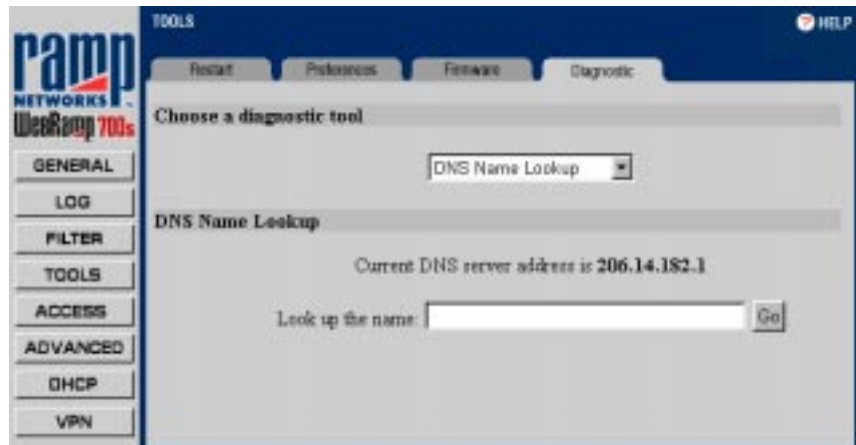 TOOLS
HELP
ramp
NETWORKS
WebRamp 700s
Restart
Preferences
Firmware
Diagnostic
Choose a diagnostic tool
DNS Name Lookup
DNS Name Lookup
Current DNS server address is 206.14.182.1
Look up the name:
Go
GENERAL
LOG
FILTER
TOOLS
ACCESS
ADVANCED
DHCP
VPN